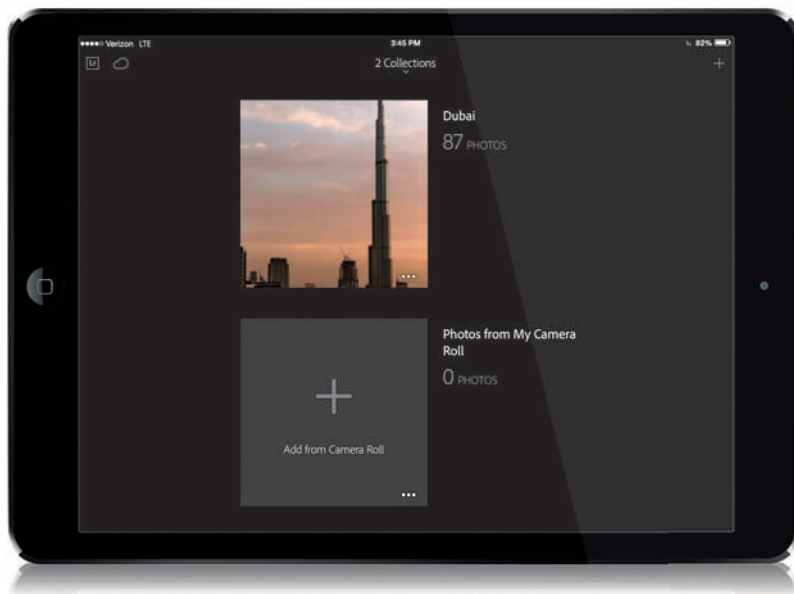 Verizon LTE
3:45 PM
82%
Lr
2 Collections
Dubai
87 PHOTOS
Photos from My Camera
Roll
0 PHOTOS
Add from Camera Roll